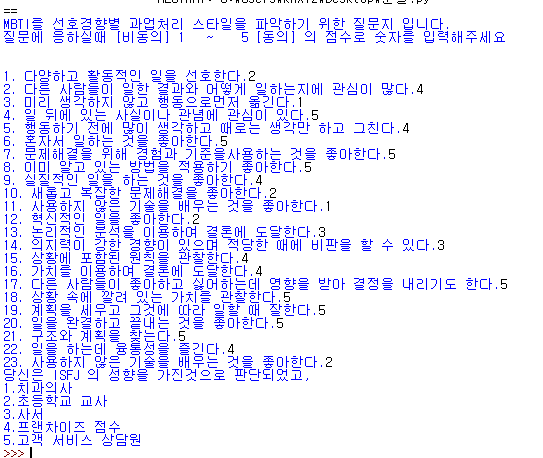 ==
MBTI를 선호경향별 과업처리 스타일을 파악하기 위한 질문지 입니다.
질문에 응하실때 [비동의] 1   ~   5 [동의] 의 점수로 숫자를 입력해주세요
1. 다양하고 활동적인 일을 선호한다.2
2. 다른 사람들이 일한 결과와 어떻게 일하는지에 관심이 많다.4
3. 미리 생각하지 않고 행동으로먼저 옮긴다.1
4. 일 뒤에 있는 사실이나 관념에 관심이 있다.5
5. 행동하기 전에 많이 생각하고 때로는 생각만 하고 그친다.4
6. 혼자서 일하는 것을 좋아한다.5
7. 문제해결을 위해 경험과 기준을사용하는 것을 좋아한다.5
8. 이미 알고 있는 방법을 적용하기 좋아한다.5
9. 실질적인 일을 하는 것을 좋아한다.4
10. 새롭고 복잡한 문제해결을 좋아한다.2
11. 사용하지 않은 기술을 배우는 것을 좋아한다.1
12. 혁신적인 일을 좋아한다.2
13. 논리적인 분석을 이용하며 결론에 도달한다.3
14. 의지력이 강한 경향이 있으며 적당한 때에 비판을 할 수 있다.3
15. 상황에 포함된 원칙을 관찰한다.4
16. 가치를 이용하며 결론에 도달한다.4
17. 다른 사람들이 좋아하고 싫어하는데 영향을 받아 결정을 내리기도 한다.5
18. 상황 속에 깔려 있는 가치를 관찰한다.5
19. 계획을 세우고 그것에 따라 일할 때 잘한다.5
20. 일을 완결하고 끝내는 것을 좋아한다.5
21. 구조와 계획을 찾는다.5
22. 일을 하는데 융통성을 즐긴다.4
23. 사용하지 않은 기술을 배우는 것을 좋아한다.2
당신은 ISFJ 의 성향을 가진것으로 판단되었고,
1.치과의사
2.초등학교 교사
3.사서
4.프랜차이즈 점수
5.고객 서비스 상담원
>>>